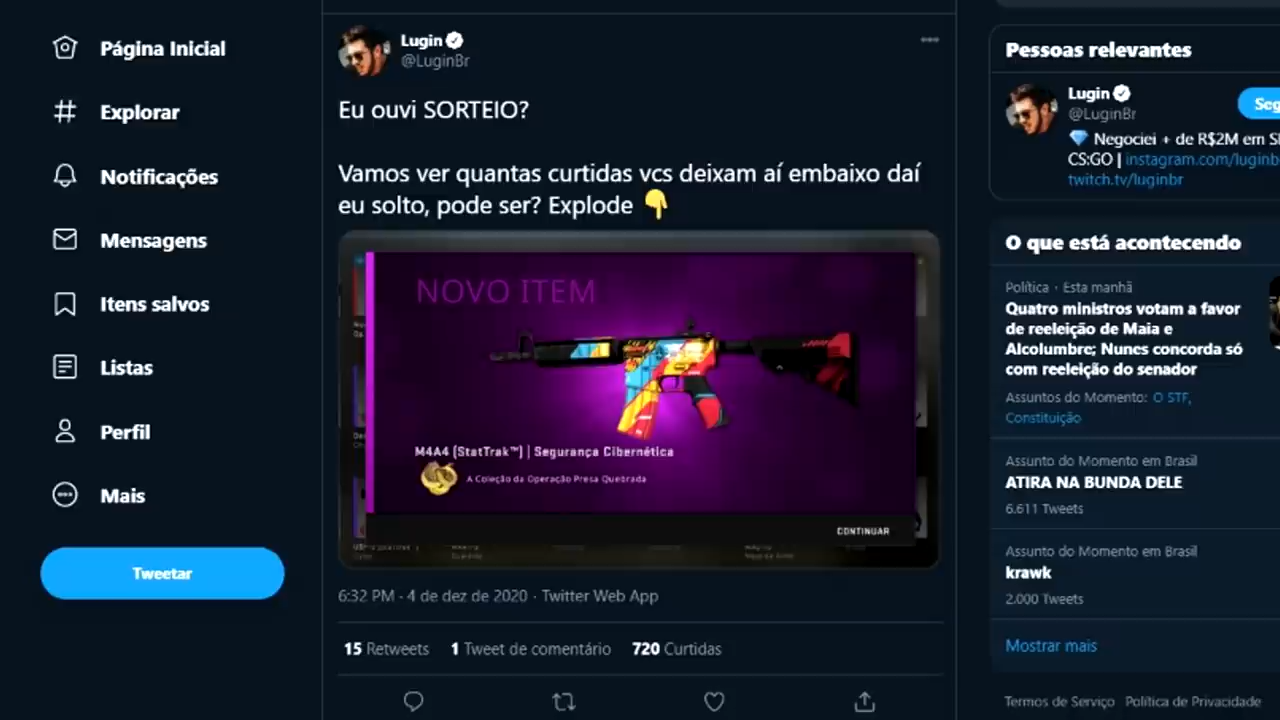 Página Inicial
Explorar
Notificações
Mensagens
Itens salvos
Listas
Perfil
Mais
Tweetar
Lugin
@LuginBr
Eu ouvi SORTEIO?
Vamos ver quantas curtidas vcs deixam aí embaixo daí
eu solto, pode ser? Explode 👇
NOVO ITEM
M4A4 (StatTrak™) | Segurança Cibernética
A Coleção da Operação Presa Quebrada
CONTINUAR
6:32 PM · 4 de dez de 2020 · Twitter Web App
15 Retweets 1 Tweet de comentário 720 Curtidas
Pessoas relevantes
Lugin
@LuginBr
Seg
💎 Negociei + de R$2M em
CS:GO | instagram.com/luginb
twitch.tv/luginbr
O que está acontecendo
Política · Esta manhã
Quatro ministros votam a favor
de reeleição de Maia e
Alcolumbre; Nunes concorda só
com reeleição do senador
Assuntos do Momento: O STF,
Constituição
Assunto do Momento em Brasil
ATIRA NA BUNDA DELE
6.611 Tweets
Assunto do Momento em Brasil
krawk
2.000 Tweets
Mostrar mais
Termos de Serviço Política de Privacidade